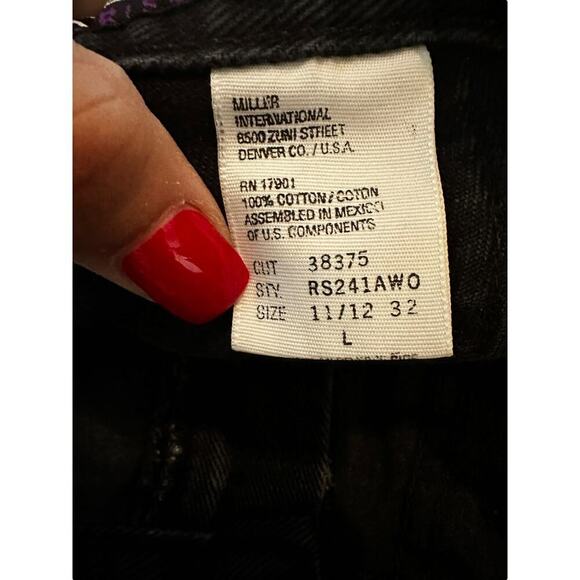 MILLER
INTERNATIONAL
8500 ZUNI STREET
DENVER CO. / U.S.A.
RN 17901
100% COTTON / COTON
ASSEMBLED IN MEXICO
OF U.S. COMPONENTS
CUT 38375
STY. RS241AWO
SIZE 11/12 32
L